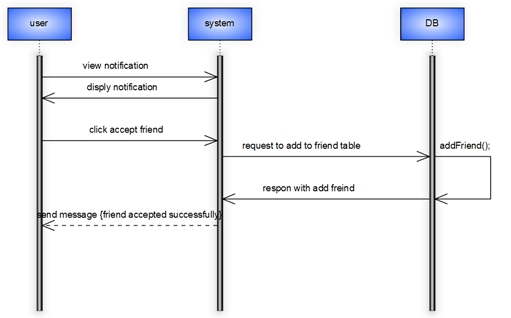 user
system
DB
view notification
disply notification
click accept friend
request to add to friend table
addFriend();
respon with add freind
send message {friend accepted successfully}